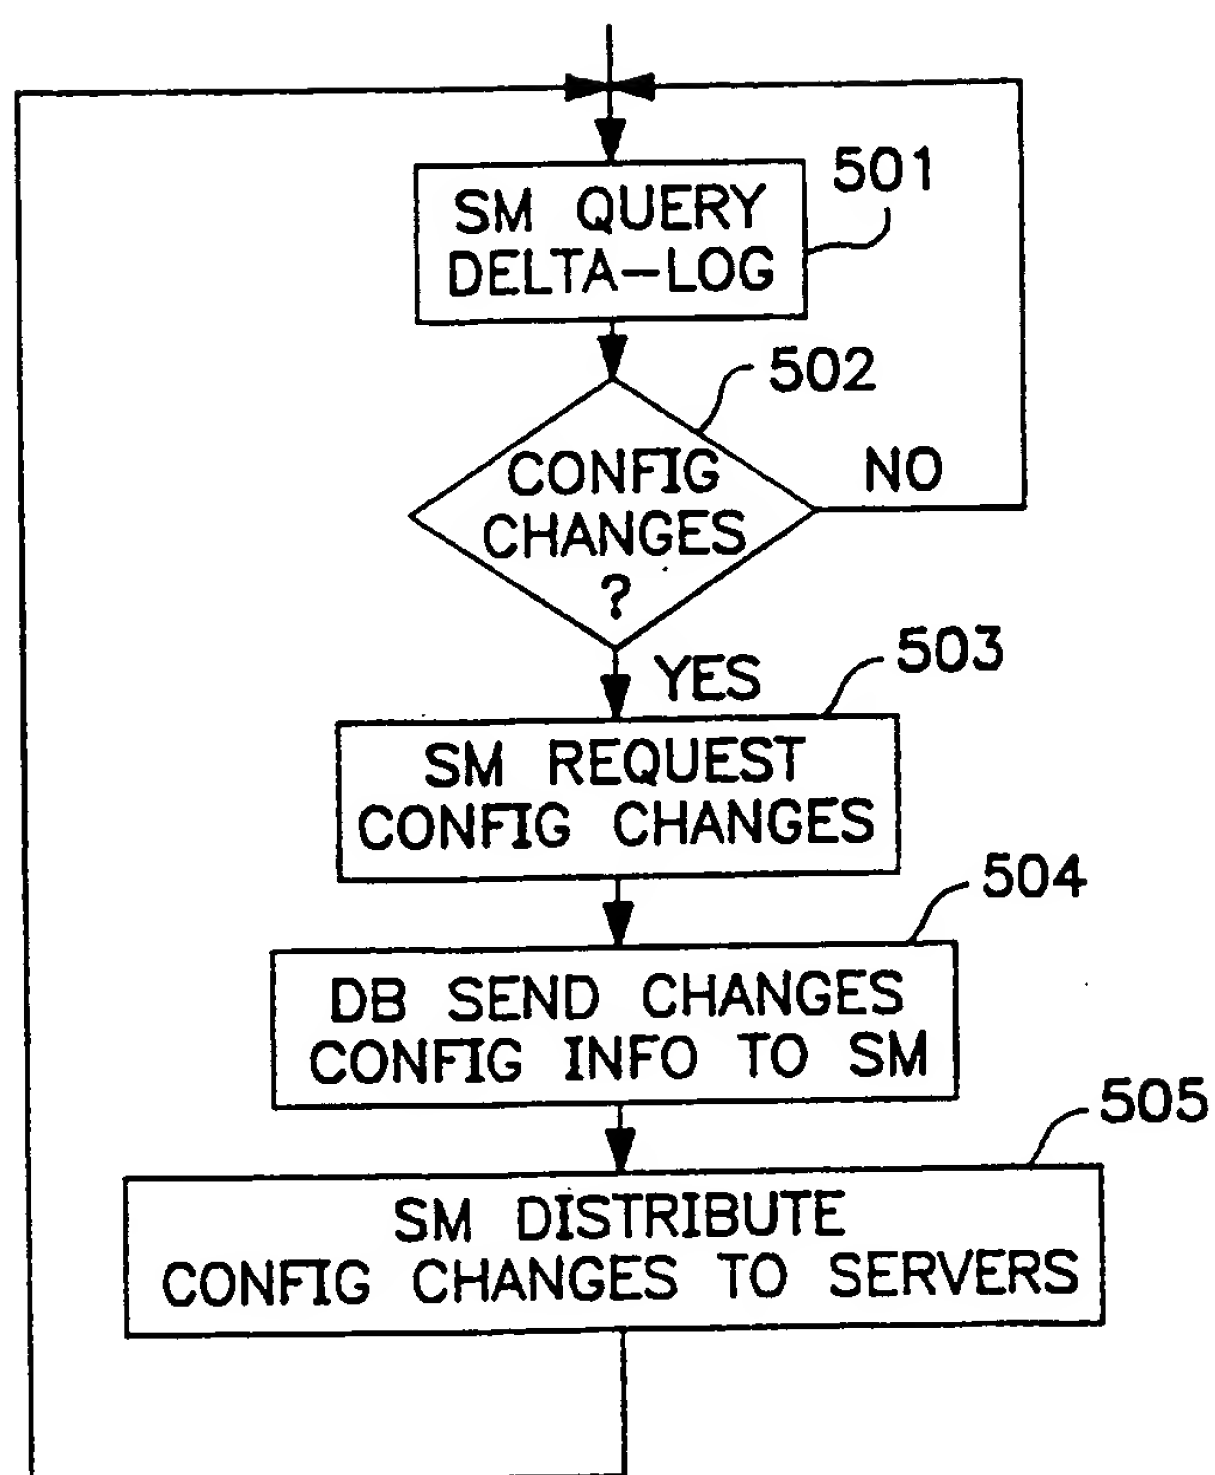 501
SM QUERY
DELTA-LOG
502
CONFIG
CHANGES
?
NO
YES
503
SM REQUEST
CONFIG CHANGES
504
DB SEND CHANGES
CONFIG INFO TO SM
505
SM DISTRIBUTE
CONFIG CHANGES TO SERVERS